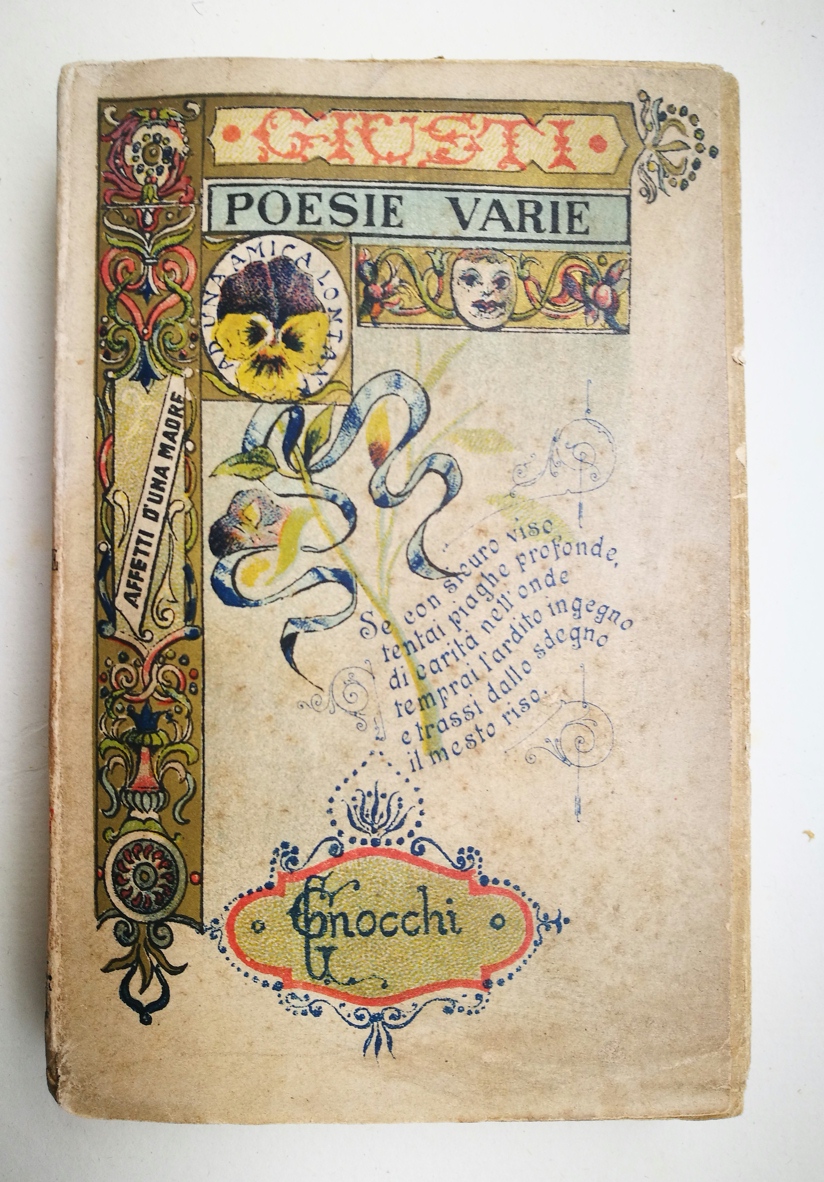 GIUSTI
POESIE VARIE
AD UNA AMICA LONTANA
AFFETTI D'UNA MADRE
Se con sicuro viso
tentai piaghe profonde,
di carità nell'onde
temprai l'ardito ingegno
e trassi dallo sdegno
il mesto riso.
Gnocchi